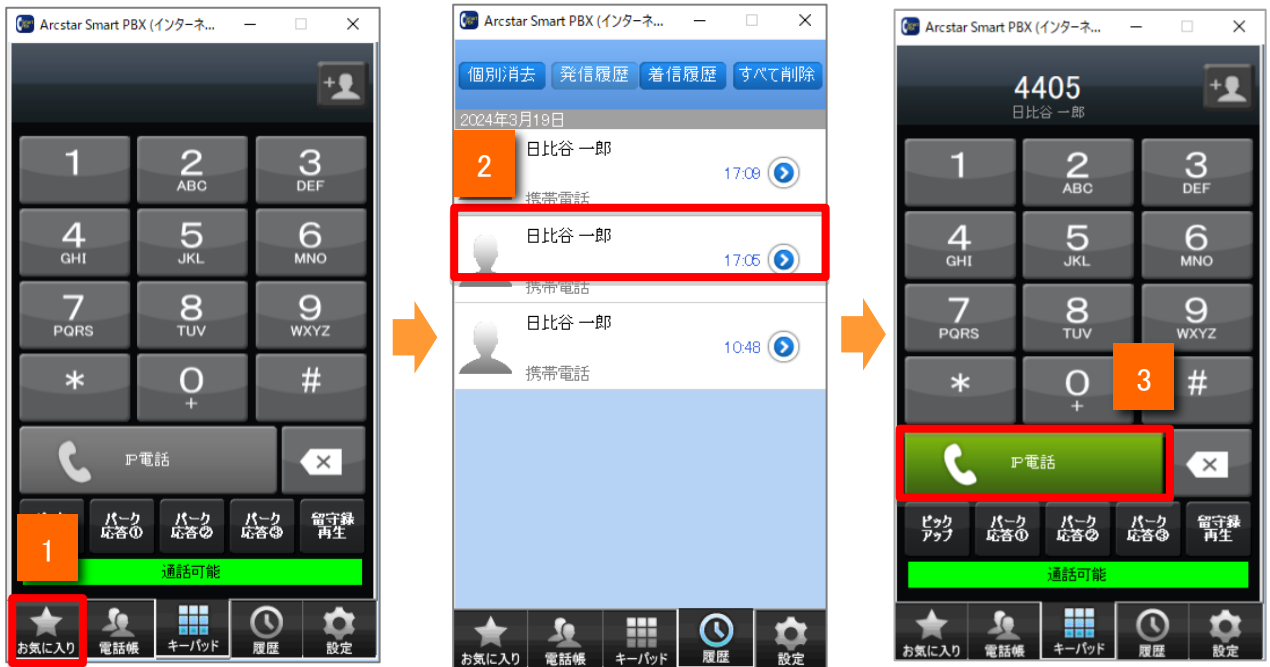 Arcstar Smart PBX (インターネ...
1
2
ABC
3
DEF
4
GHI
5
JKL
6
MNO
7
PQRS
8
TUV
9
WXYZ
*
0
+
#
IP電話
パーク
応答①
パーク
応答②
パーク
応答③
留守録
再生
1
通話可能
お気に入り
電話帳
キーパッド
履歴
設定
Arcstar Smart PBX (インターネ...
個別消去
発信履歴
着信履歴
すべて削除
2024年3月19日
2
日比谷 一郎
17:09
携帯電話
日比谷 一郎
17:05
携帯電話
日比谷 一郎
10:48
携帯電話
お気に入り
電話帳
キーパッド
履歴
設定
Arcstar Smart PBX (インターネ...
4405
日比谷 一郎
1
2
ABC
3
DEF
4
GHI
5
JKL
6
MNO
7
PQRS
8
TUV
9
WXYZ
*
0
+
3
#
IP電話
ピック
アップ
パーク
応答①
パーク
応答②
パーク
応答③
留守録
再生
通話可能
お気に入り
電話帳
キーパッド
履歴
設定